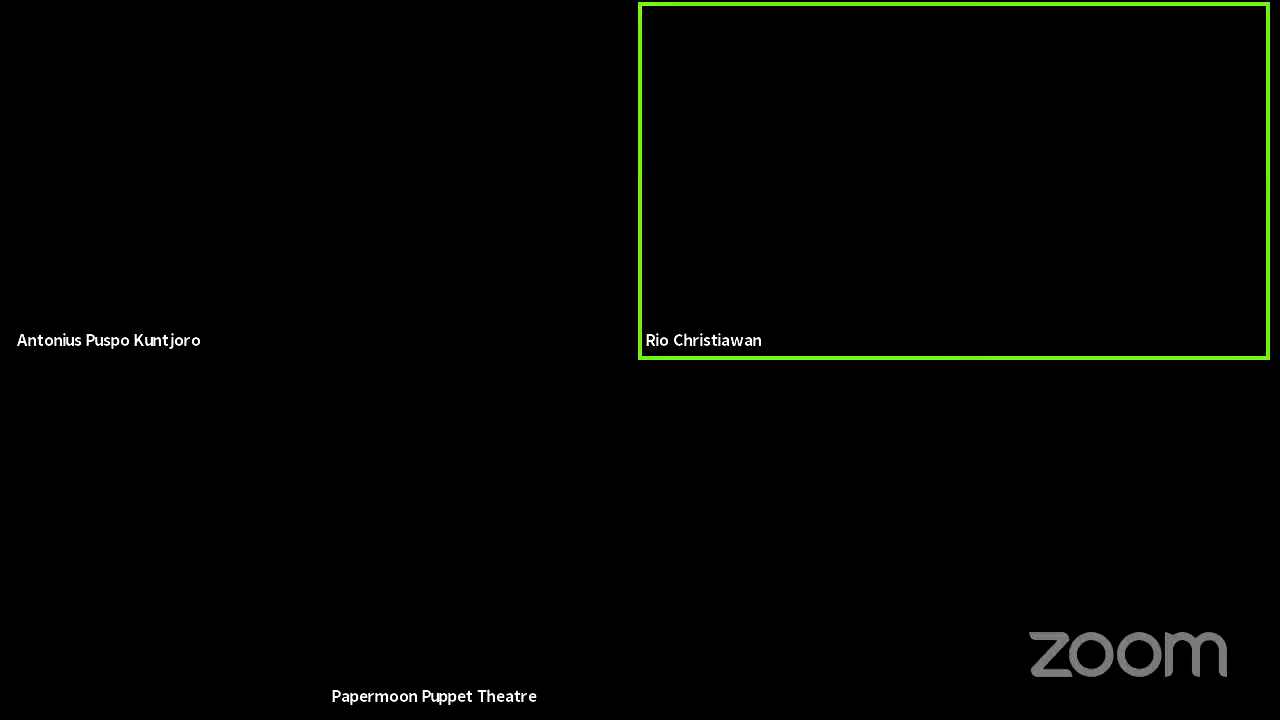 Antonius Puspo Kuntjoro
Rio Christiawan
Papermoon Puppet Theatre
zoom